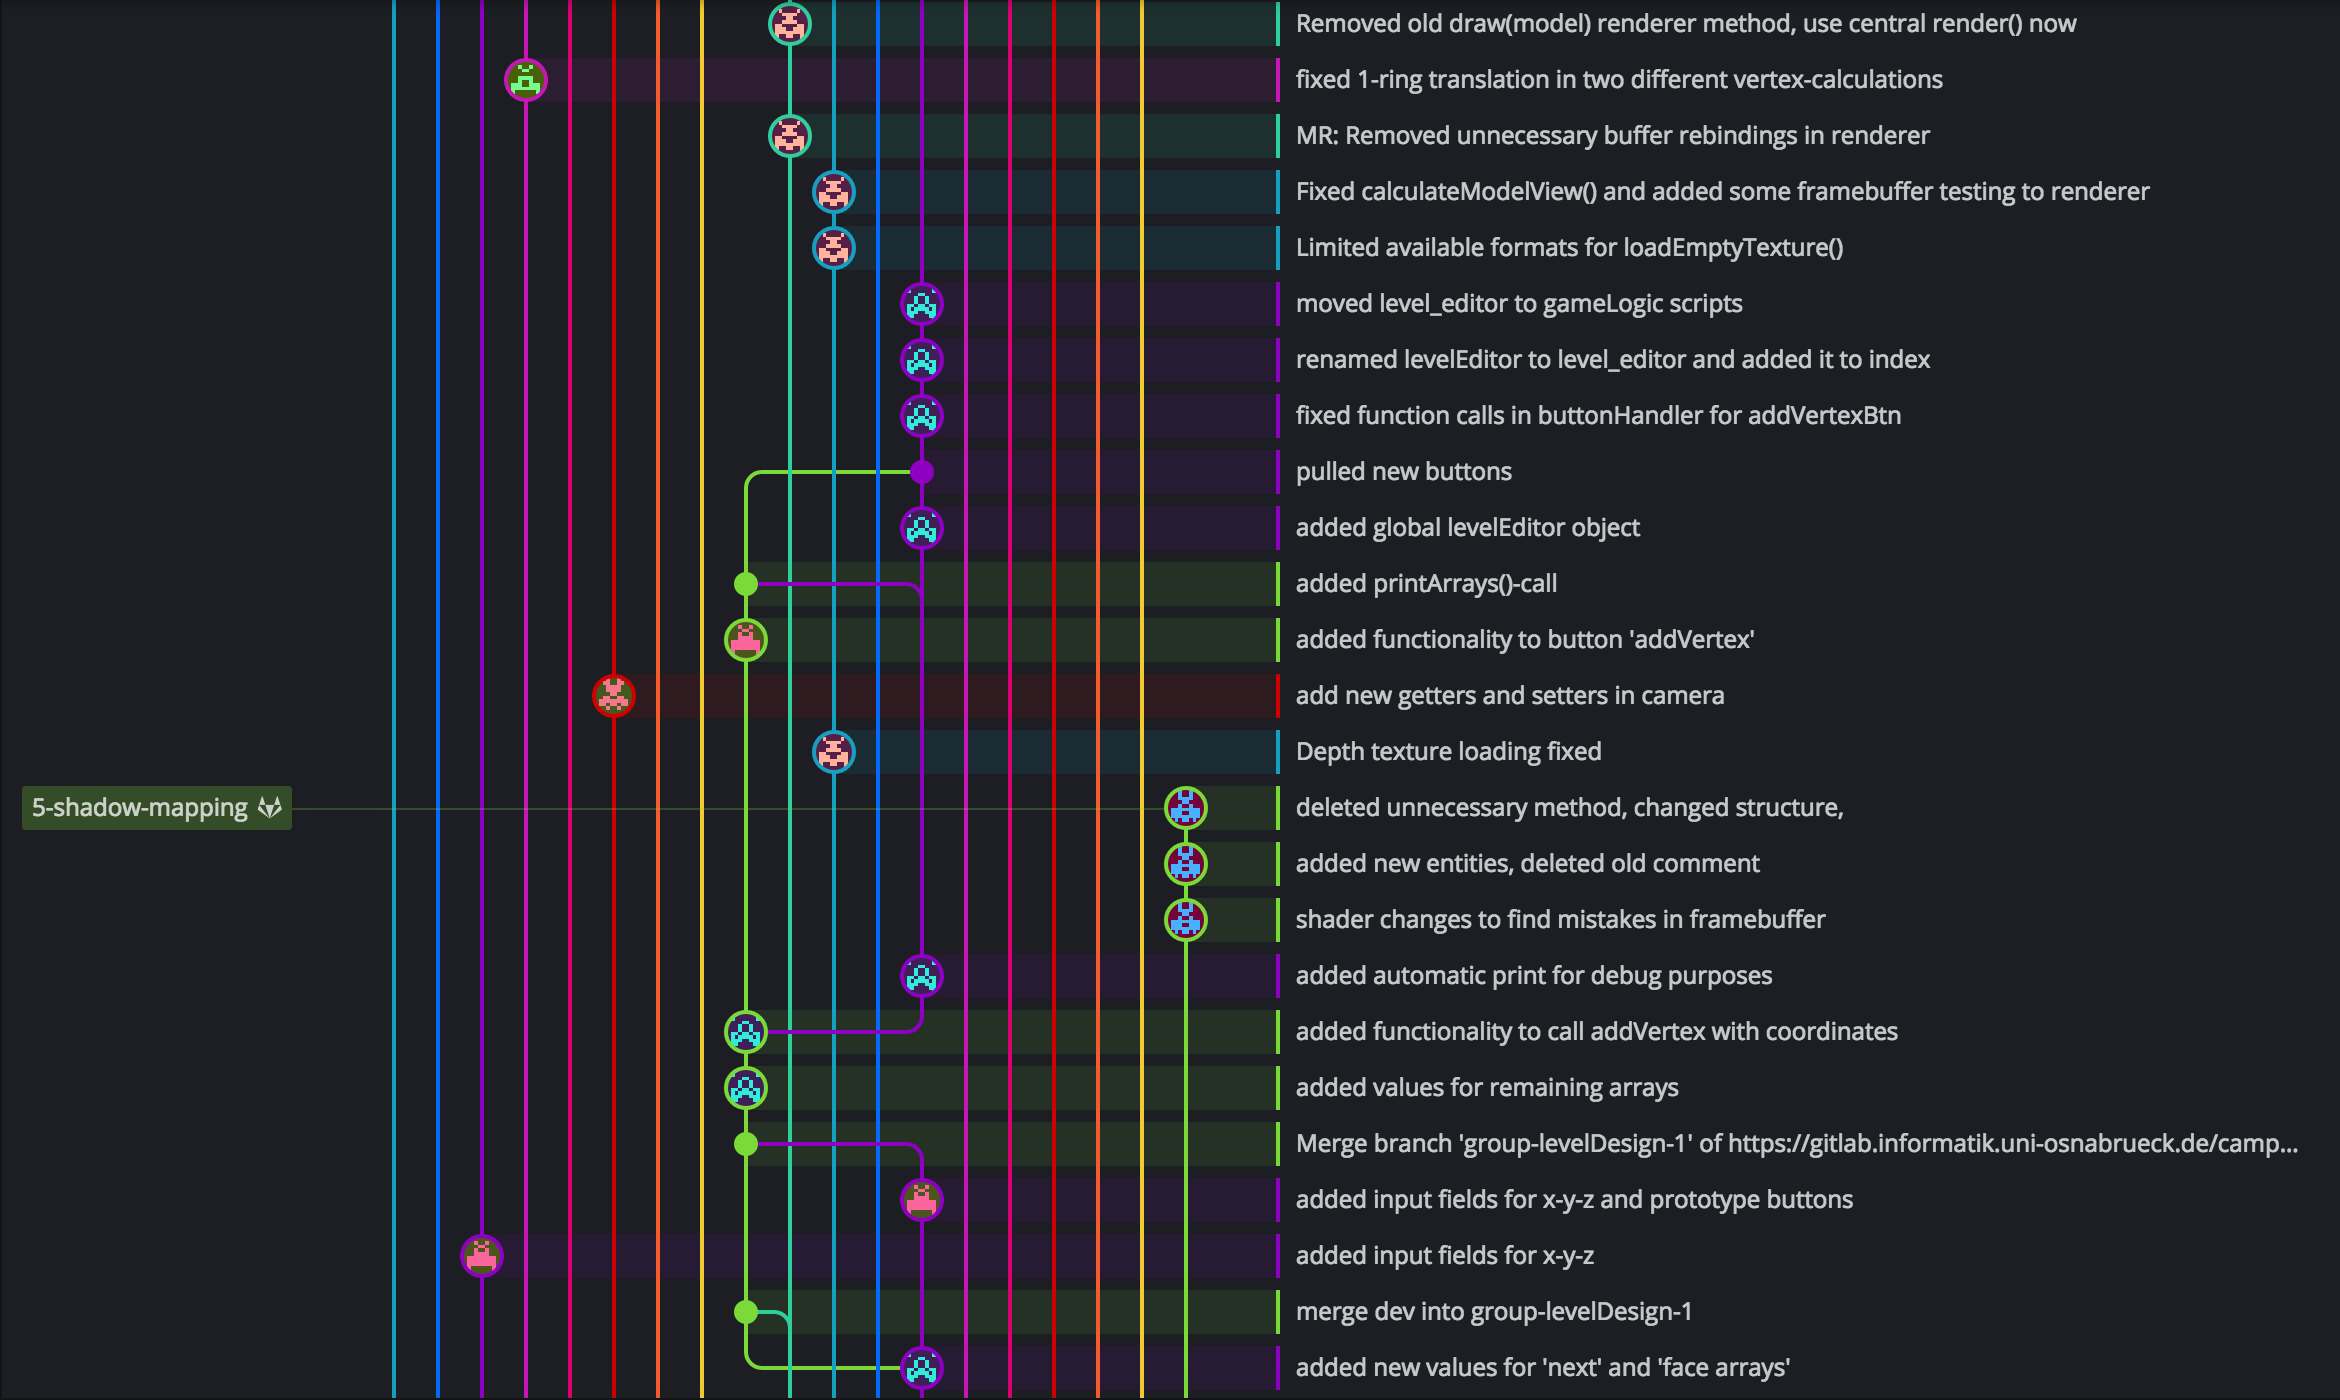 Removed old draw(model) renderer method, use central render() now
fixed 1-ring translation in two different vertex-calculations
MR: Removed unnecessary buffer rebindings in renderer
Fixed calculateModelView() and added some framebuffer testing to renderer
Limited available formats for loadEmptyTexture()
moved level_editor to gameLogic scripts
renamed levelEditor to level_editor and added it to index
fixed function calls in buttonHandler for addVertexBtn
pulled new buttons
added global levelEditor object
added printArrays()-call
added functionality to button 'addVertex'
add new getters and setters in camera
Depth texture loading fixed
5-shadow-mapping
deleted unnecessary method, changed structure,
added new entities, deleted old comment
shader changes to find mistakes in framebuffer
added automatic print for debug purposes
added functionality to call addVertex with coordinates
added values for remaining arrays
Merge branch 'group-levelDesign-1' of https://gitlab.informatik.uni-osnabrueck.de/camp...
added input fields for x-y-z and prototype buttons
added input fields for x-y-z
merge dev into group-levelDesign-1
added new values for 'next' and 'face arrays'